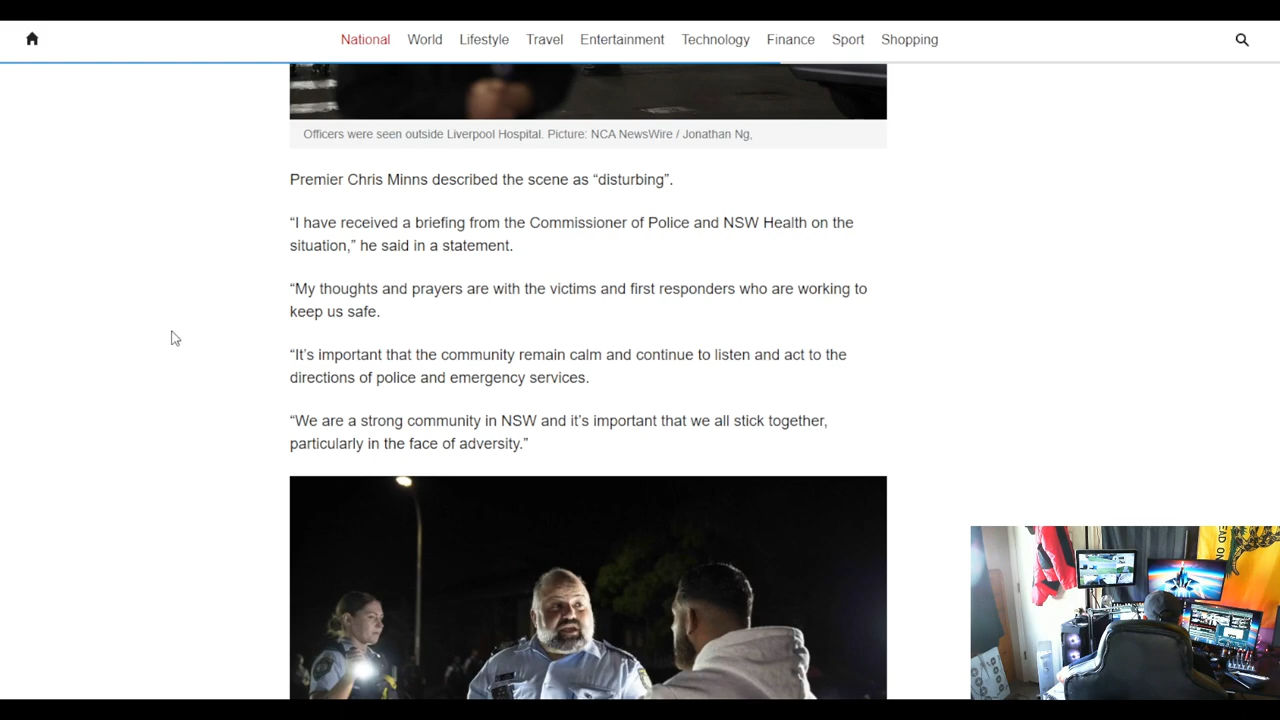 National World Lifestyle Travel Entertainment Technology Finance Sport Shopping
Officers were seen outside Liverpool Hospital. Picture: NCA NewsWire / Jonathan Ng,
Premier Chris Minns described the scene as “disturbing”.
“I have received a briefing from the Commissioner of Police and NSW Health on the
situation,” he said in a statement.
“My thoughts and prayers are with the victims and first responders who are working to
keep us safe.
“It’s important that the community remain calm and continue to listen and act to the
directions of police and emergency services.
“We are a strong community in NSW and it’s important that we all stick together,
particularly in the face of adversity.”
EAD ON